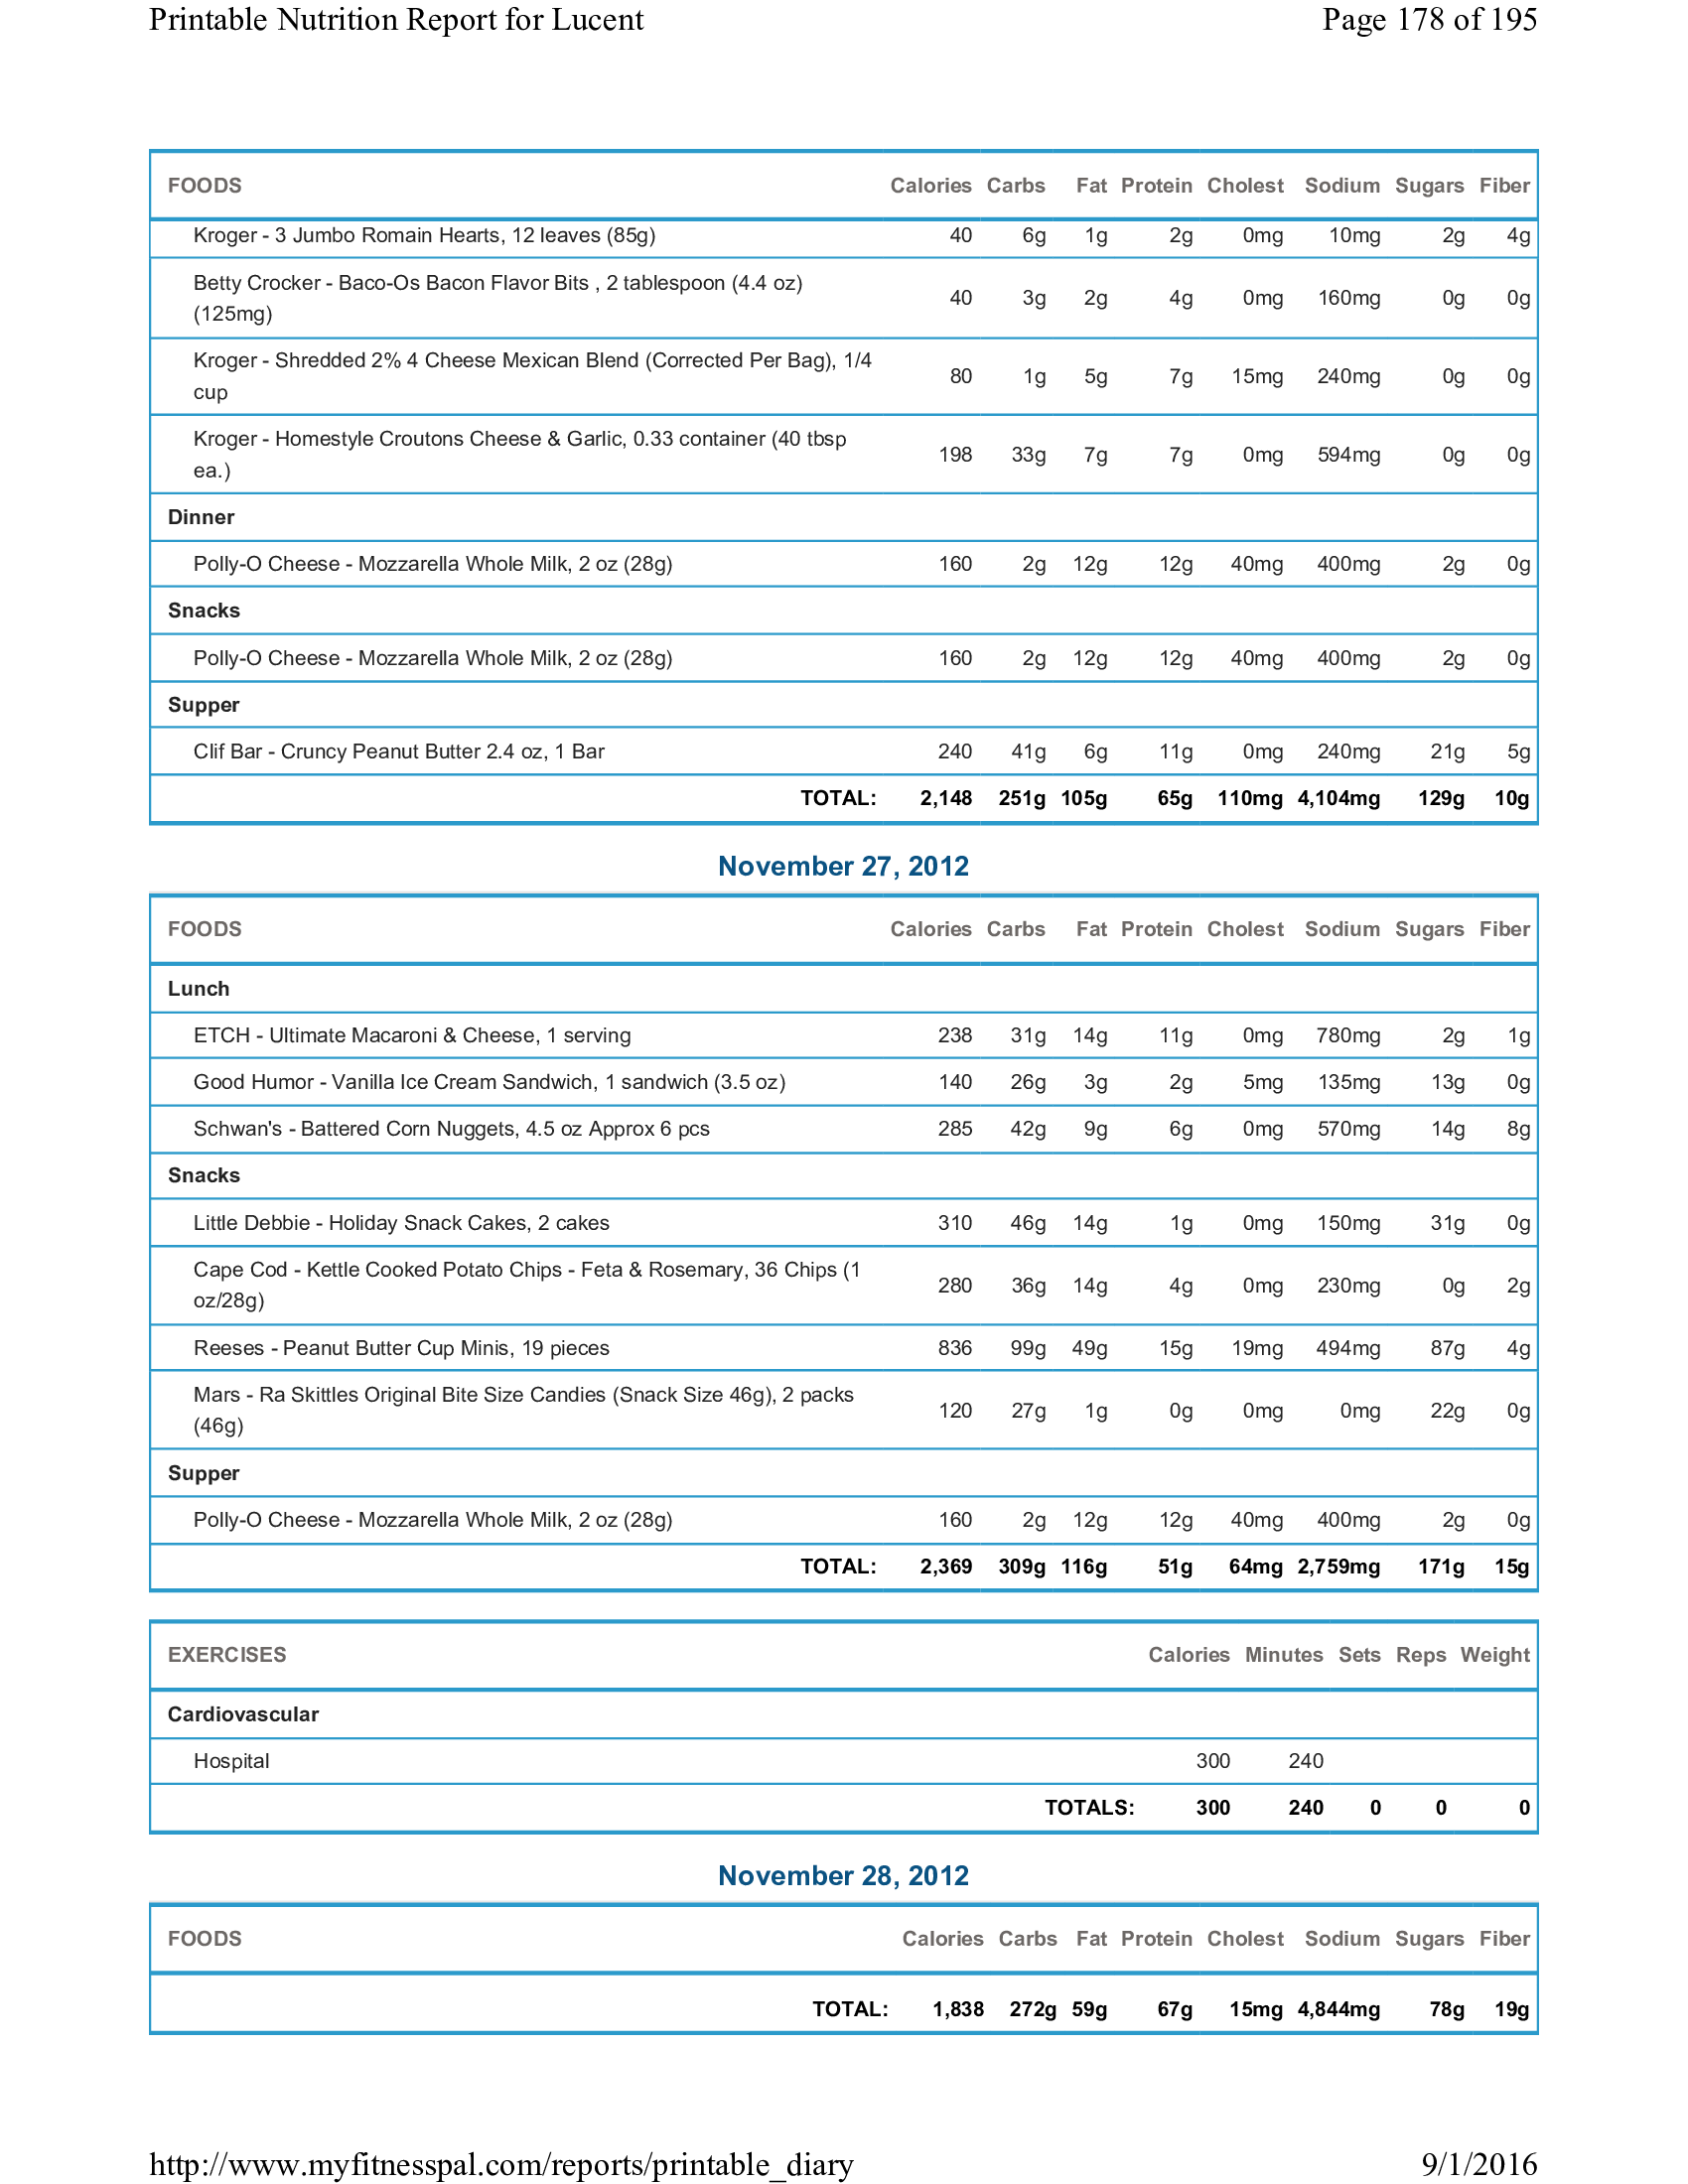 Printable Nutrition Report for Lucent Page 178 of 195
FOODS Calories Carbs Fat Protein Cholest Sodium Sugars Fiber
Kroger - 3 Jumbo Romain Hearts, 12 leaves (85g) 40 6g 1g 2g 0mg 10mg 2g 4g
Betty Crocker - Baco-Os Bacon Flavor Bits , 2 tablespoon (4.4 oz)
(125mg) 40 3g 2g 4g 0mg 160mg 0g 0g
Kroger - Shredded 2% 4 Cheese Mexican Blend (Corrected Per Bag), 1/4
cup 80 1g 5g 7g 15mg 240mg 0g 0g
Kroger - Homestyle Croutons Cheese & Garlic, 0.33 container (40 tbsp
ea.) 198 33g 7g 7g 0mg 594mg 0g 0g
Dinner
Polly-O Cheese - Mozzarella Whole Milk, 2 oz (28g) 160 2g 12g 12g 40mg 400mg 2g 0g
Snacks
Polly-O Cheese - Mozzarella Whole Milk, 2 oz (28g) 160 2g 12g 12g 40mg 400mg 2g 0g
Supper
Clif Bar - Cruncy Peanut Butter 2.4 oz, 1 Bar 240 41g 6g 11g 0mg 240mg 21g 5g
TOTAL: 2,148 251g 105g 65g 110mg 4,104mg 129g 10g
November 27, 2012
FOODS Calories Carbs Fat Protein Cholest Sodium Sugars Fiber
Lunch
ETCH - Ultimate Macaroni & Cheese, 1 serving 238 31g 14g 11g 0mg 780mg 2g 1g
Good Humor - Vanilla Ice Cream Sandwich, 1 sandwich (3.5 oz) 140 26g 3g 2g 5mg 135mg 13g 0g
Schwan's - Battered Corn Nuggets, 4.5 oz Approx 6 pcs 285 42g 9g 6g 0mg 570mg 14g 8g
Snacks
Little Debbie - Holiday Snack Cakes, 2 cakes 310 46g 14g 1g 0mg 150mg 31g 0g
Cape Cod - Kettle Cooked Potato Chips - Feta & Rosemary, 36 Chips (1
oz/28g) 280 36g 14g 4g 0mg 230mg 0g 2g
Reeses - Peanut Butter Cup Minis, 19 pieces 836 99g 49g 15g 19mg 494mg 87g 4g
Mars - Ra Skittles Original Bite Size Candies (Snack Size 46g), 2 packs
(46g) 120 27g 1g 0g 0mg 0mg 22g 0g
Supper
Polly-O Cheese - Mozzarella Whole Milk, 2 oz (28g) 160 2g 12g 12g 40mg 400mg 2g 0g
TOTAL: 2,369 309g 116g 51g 64mg 2,759mg 171g 15g
EXERCISES Calories Minutes Sets Reps Weight
Cardiovascular
Hospital 300 240
TOTALS: 300 240 0 0 0
November 28, 2012
FOODS Calories Carbs Fat Protein Cholest Sodium Sugars Fiber
TOTAL: 1,838 272g 59g 67g 15mg 4,844mg 78g 19g
http://www.myfitnesspal.com/reports/printable_diary 9/1/2016